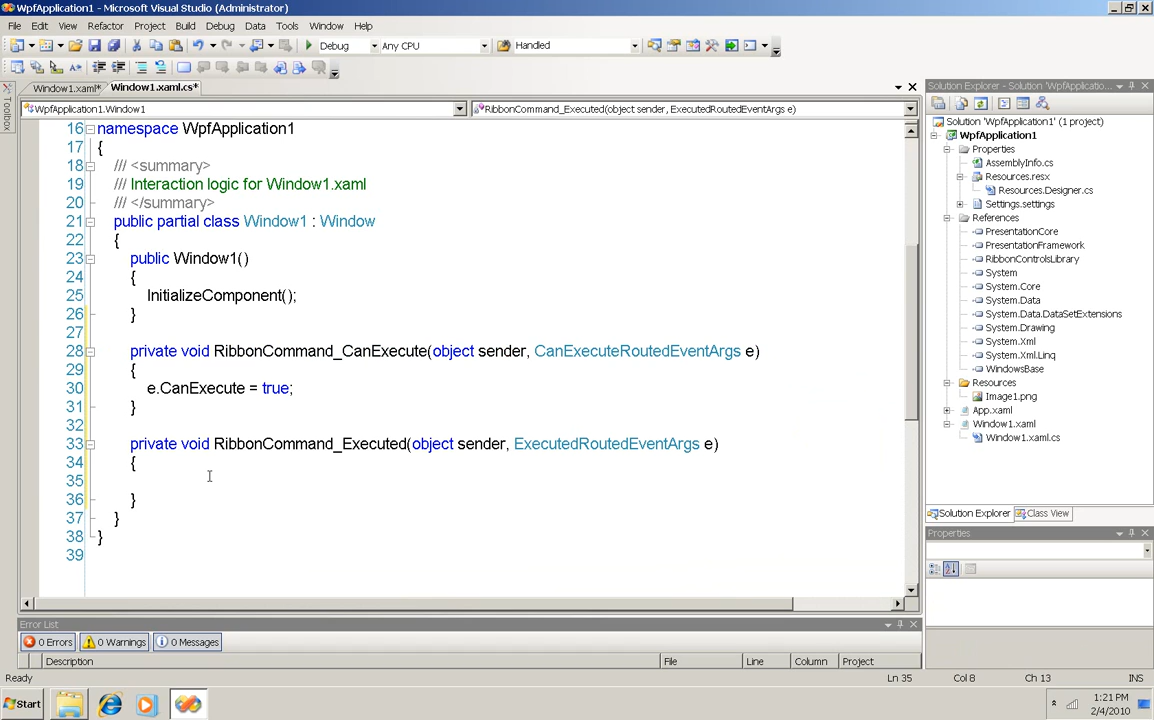 WpfApplication1 - Microsoft Visual Studio (Administrator)
File Edit View Refactor Project Build Debug Data Tools Window Help
Debug Any CPU Handled
Window1.xaml* Window1.xaml.cs*
WpfApplication1.Window1 RibbonCommand_Executed(object sender, ExecutedRoutedEventArgs e)
Toolbox
16 namespace WpfApplication1
17 {
18 /// <summary>
19 /// Interaction logic for Window1.xaml
20 /// </summary>
21 public partial class Window1 : Window
22 {
23 public Window1()
24 {
25 InitializeComponent();
26 }
27
28 private void RibbonCommand_CanExecute(object sender, CanExecuteRoutedEventArgs e)
29 {
30 e.CanExecute = true;
31 }
32
33 private void RibbonCommand_Executed(object sender, ExecutedRoutedEventArgs e)
34 {
35
36 }
37 }
38 }
39
Solution Explorer - Solution 'WpfApplicatio...
Solution 'WpfApplication1' (1 project)
WpfApplication1
Properties
AssemblyInfo.cs
Resources.resx
Resources.Designer.cs
Settings.settings
References
PresentationCore
PresentationFramework
RibbonControlsLibrary
System
System.Core
System.Data
System.Data.DataSetExtensions
System.Drawing
System.Xml
System.Xml.Linq
WindowsBase
Resources
Image1.png
App.xaml
Window1.xaml
Window1.xaml.cs
Solution Explorer Class View
Properties
Error List
0 Errors 0 Warnings 0 Messages
Description File Line Column Project
Ready Ln 35 Col 8 Ch 13 INS
Start 1:21 PM
2/4/2010